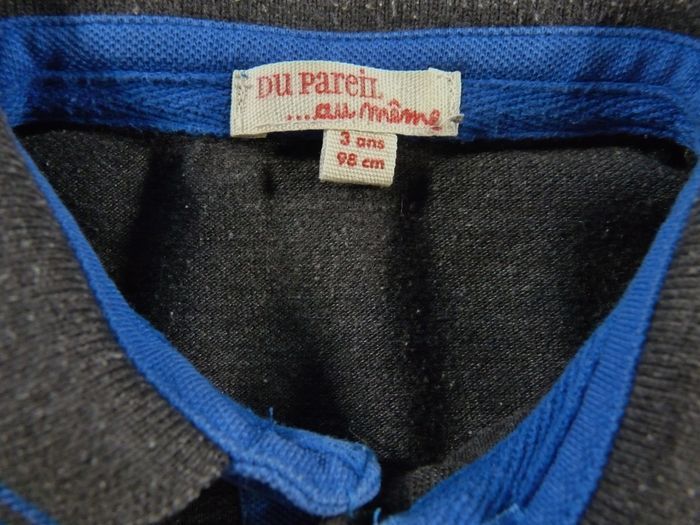 DU PAREIL
...au même
3 ans
98 cm